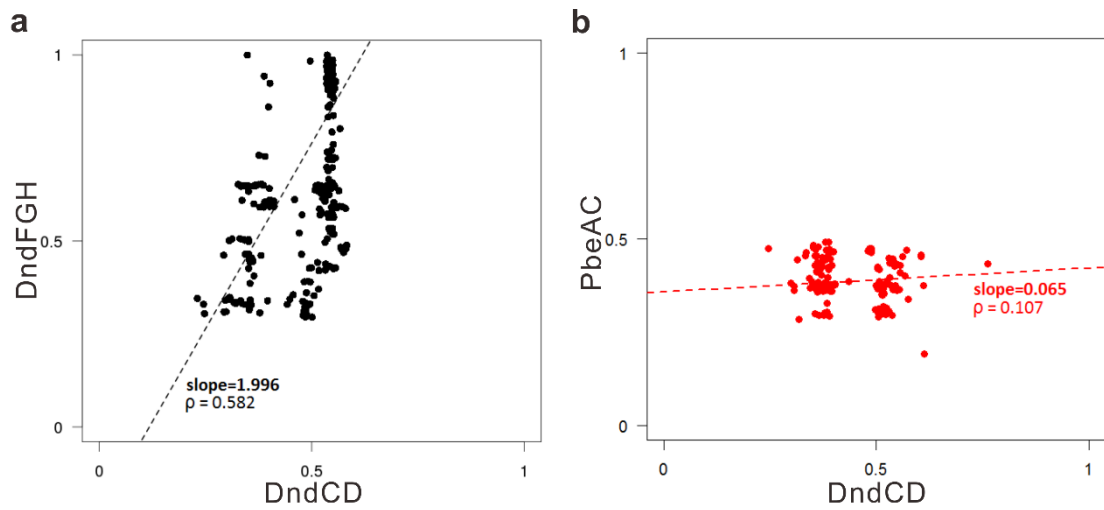 a
1
DndFGH
0.5
slope=1.996
ρ = 0.582
0
0
0.5
1
DndCD
b
1
PbeAC
0.5
slope=0.065
ρ = 0.107
0
0
0.5
1
DndCD